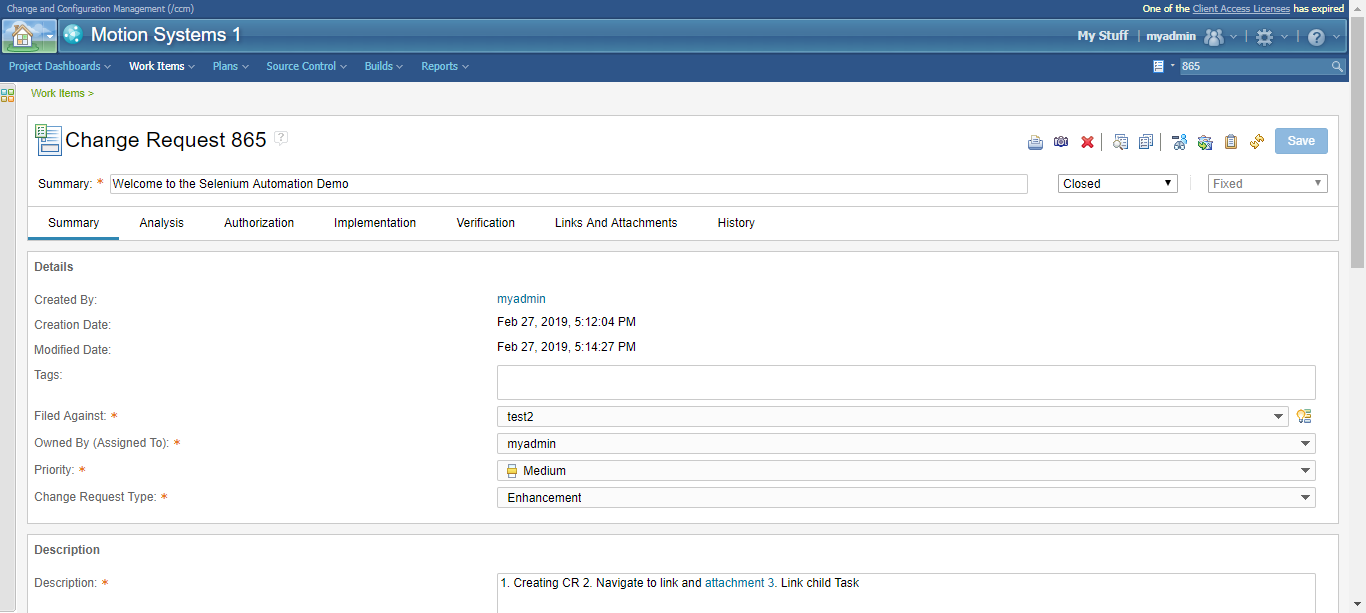 Change and Configuration Management (/ccm)
One of the Client Access Licenses has expired
Motion Systems 1
My Stuff | myadmin
Project Dashboards Work Items Plans Source Control Builds Reports
865
Work Items >
Change Request 865 ?
Save
Summary: * Welcome to the Selenium Automation Demo
Closed
Fixed
Summary Analysis Authorization Implementation Verification Links And Attachments History
Details
Created By: myadmin
Creation Date: Feb 27, 2019, 5:12:04 PM
Modified Date: Feb 27, 2019, 5:14:27 PM
Tags:
Filed Against: * test2
Owned By (Assigned To): * myadmin
Priority: * Medium
Change Request Type: * Enhancement
Description
Description: * 1. Creating CR 2. Navigate to link and attachment 3. Link child Task